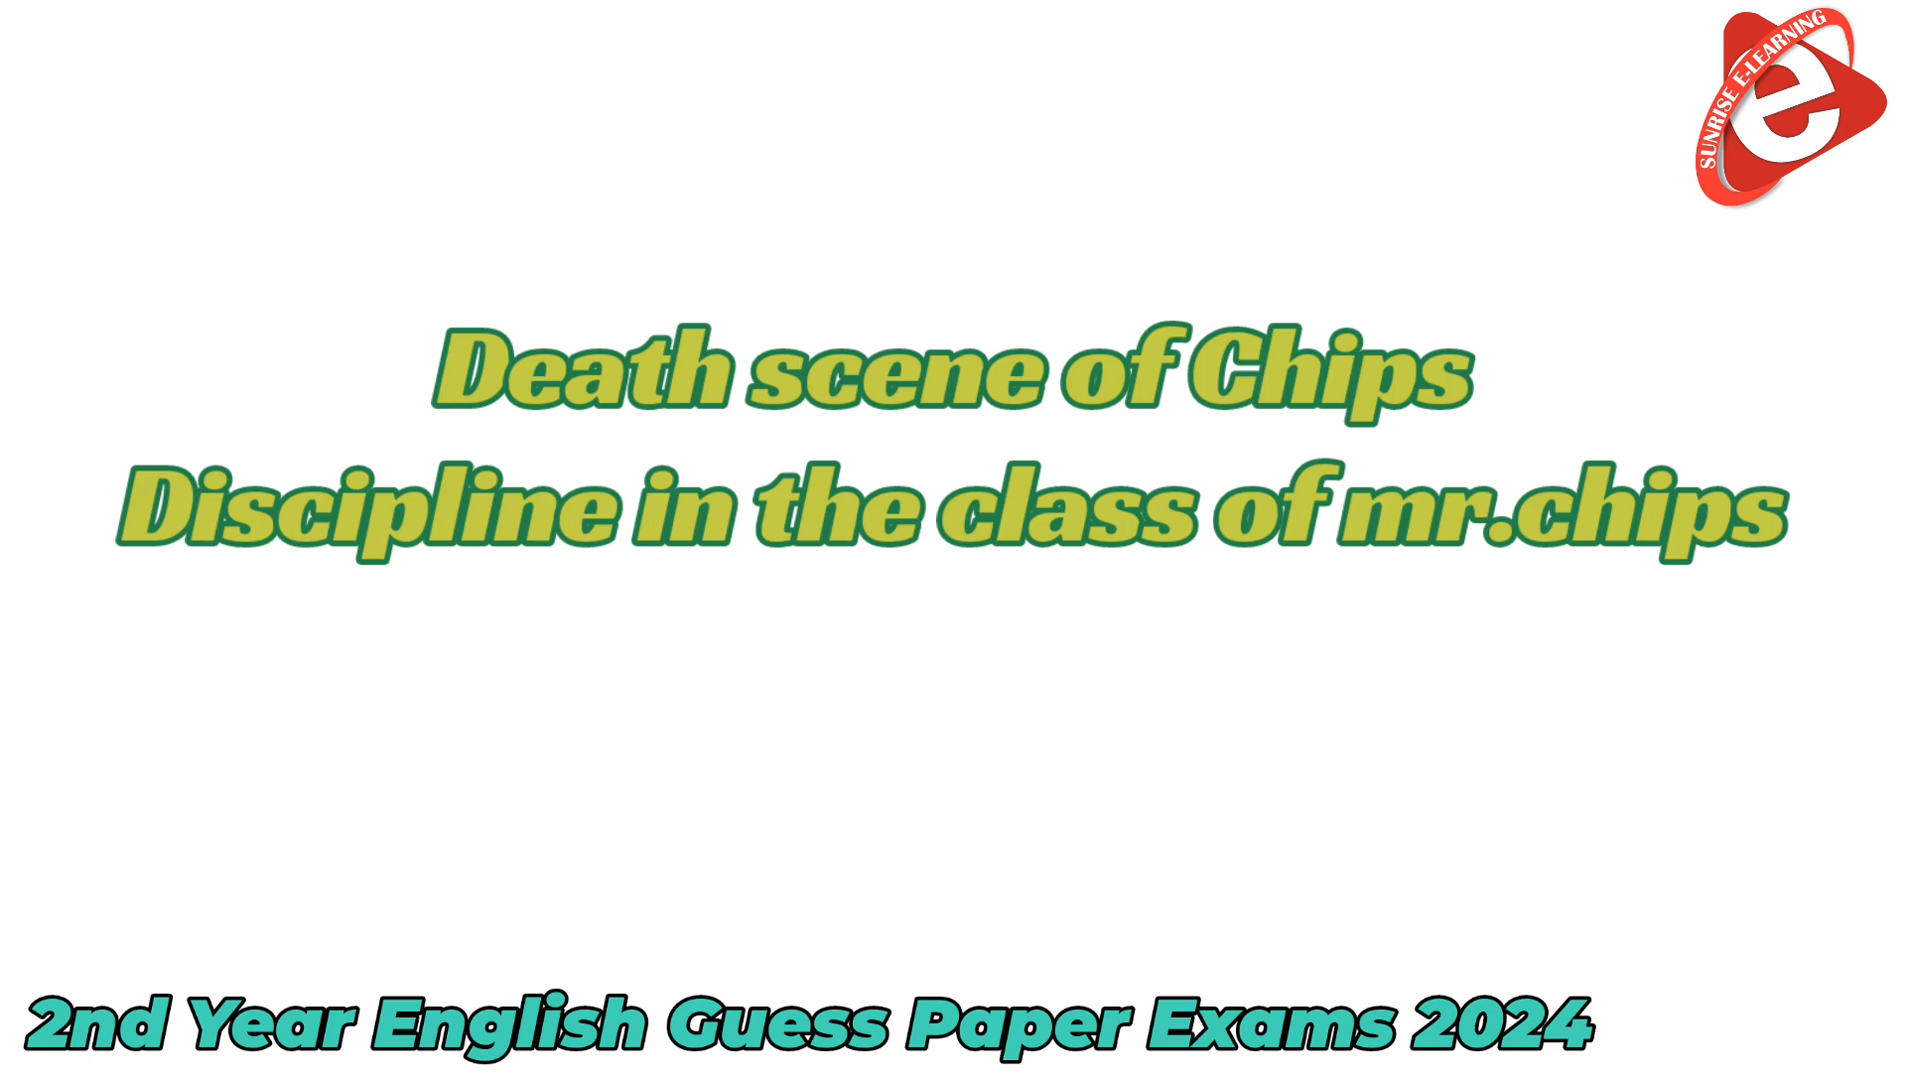 SUNRISE E-LEARNING
e
Death scene of Chips
Discipline in the class of mr.chips
2nd Year English Guess Paper Exams 2024